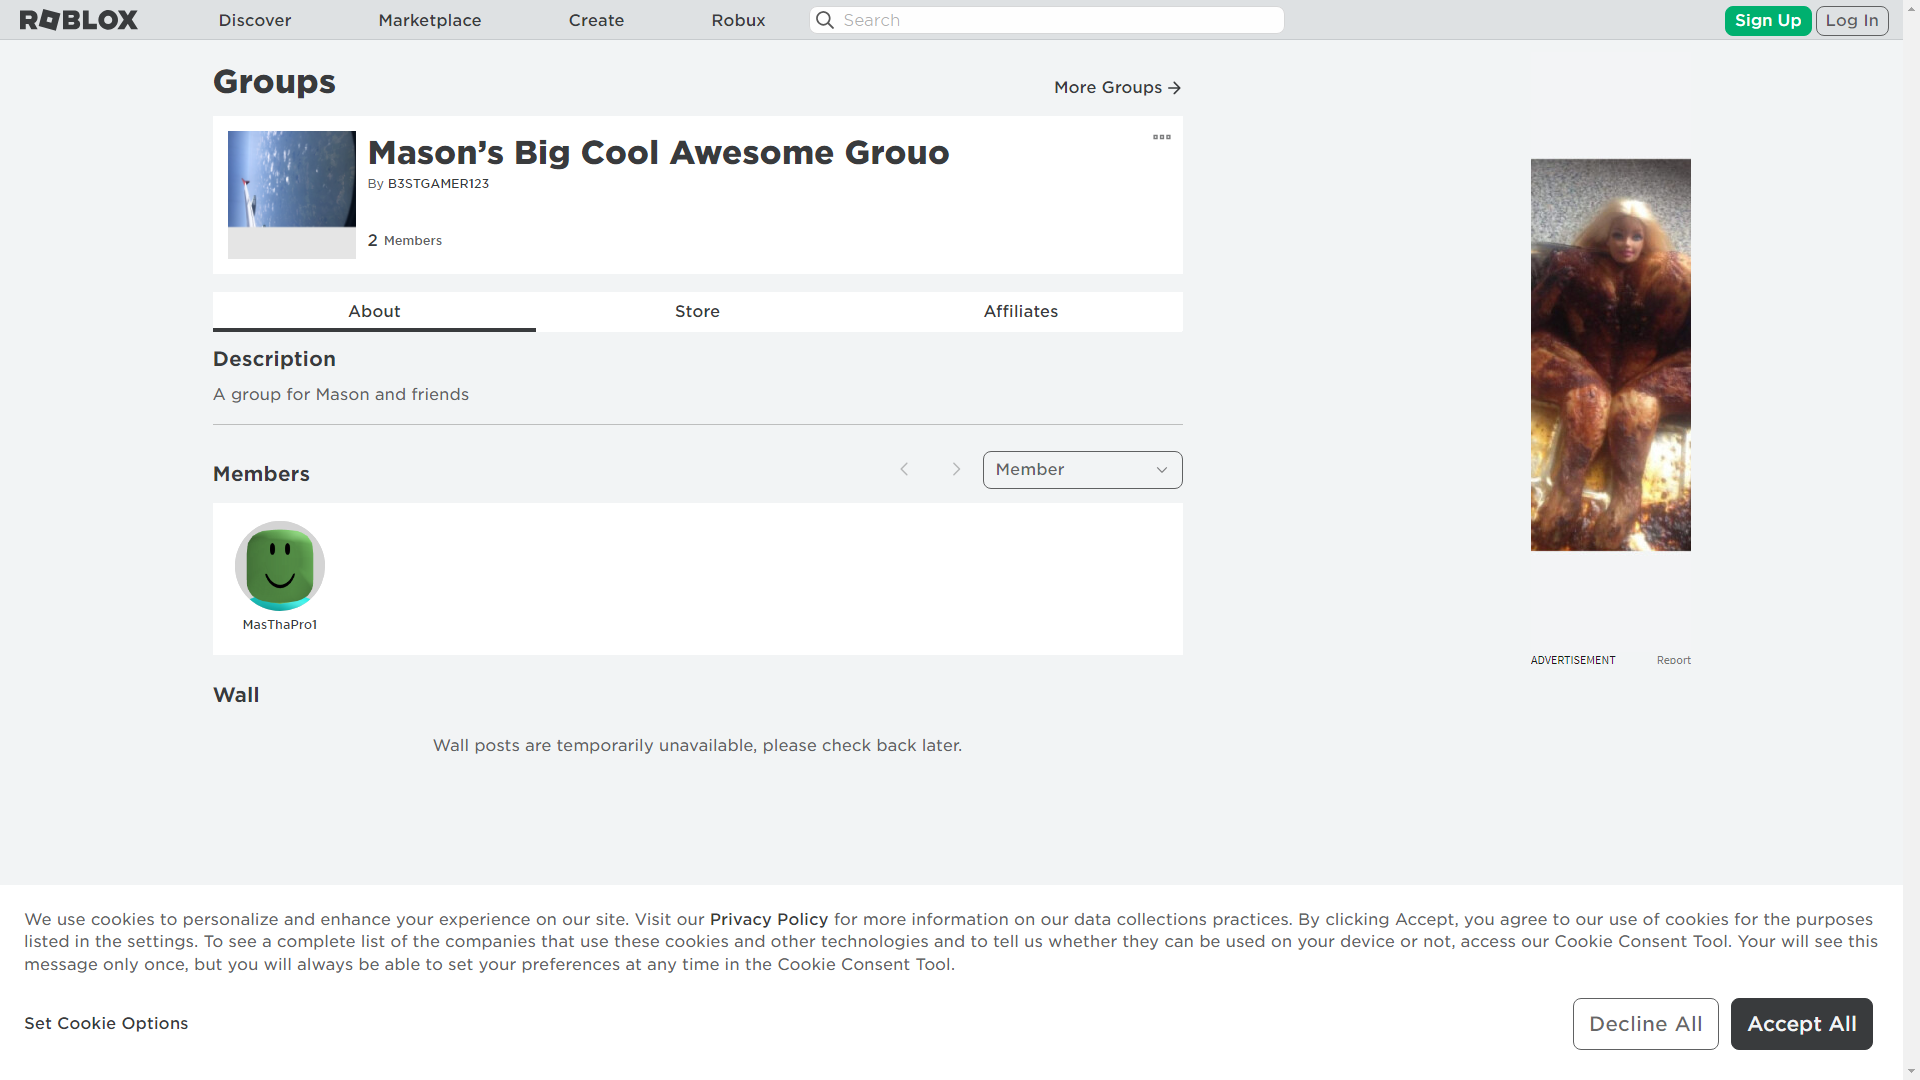 ROBLOX Discover Marketplace Create Robux Search Sign Up Log In
Groups
More Groups
Mason’s Big Cool Awesome Grouo
By B3STGAMER123
2 Members
About Store Affiliates
Description
A group for Mason and friends
Members
Member
MasThaPro1
ADVERTISEMENT Report
Wall
Wall posts are temporarily unavailable, please check back later.
We use cookies to personalize and enhance your experience on our site. Visit our Privacy Policy for more information on our data collections practices. By clicking Accept, you agree to our use of cookies for the purposes
listed in the settings. To see a complete list of the companies that use these cookies and other technologies and to tell us whether they can be used on your device or not, access our Cookie Consent Tool. Your will see this
message only once, but you will always be able to set your preferences at any time in the Cookie Consent Tool.
Set Cookie Options
Decline All
Accept All